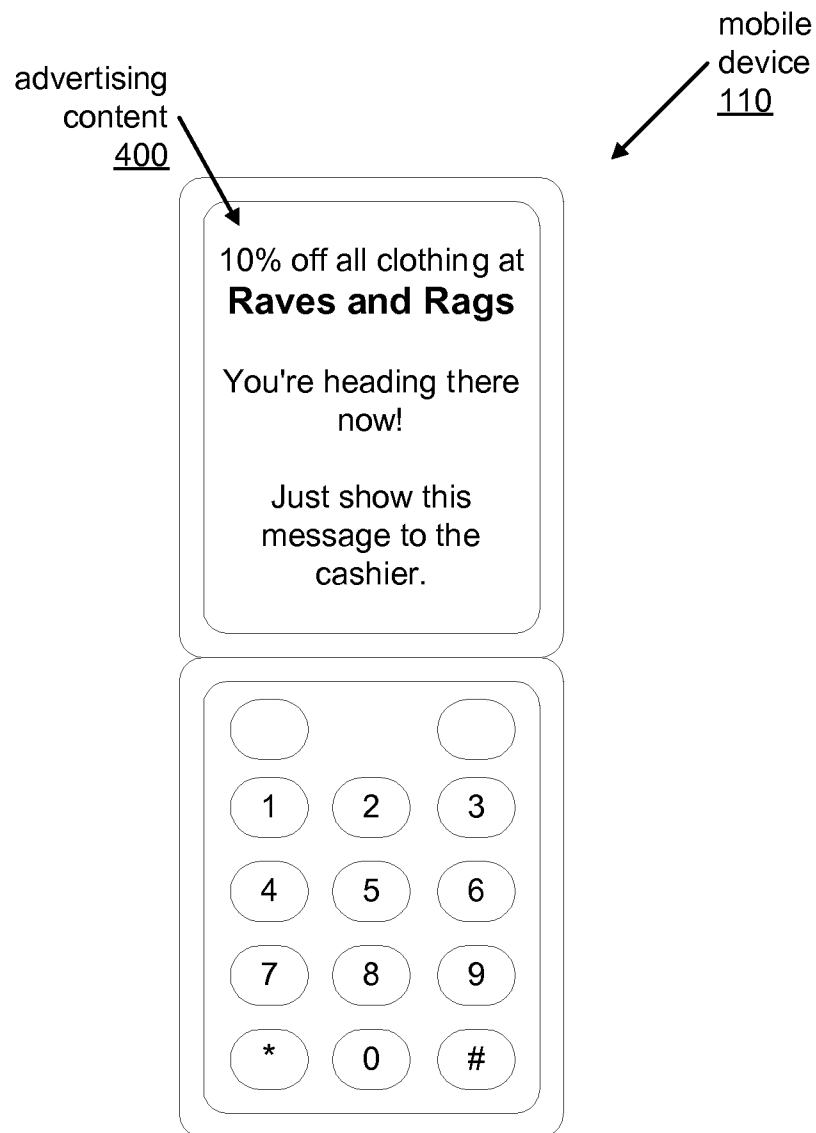 mobile
device
110
advertising
content
400
10% off all clothing at
Raves and Rags
You're heading there
now!
Just show this
message to the
cashier.
1 2 3
4 5 6
7 8 9
* 0 #